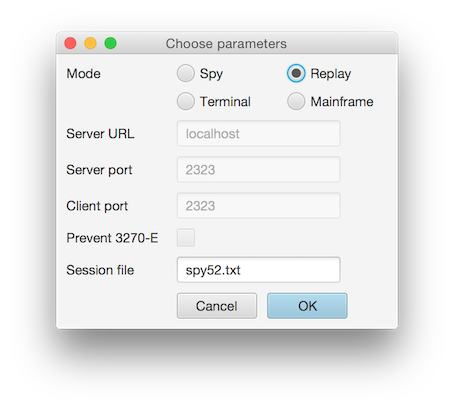 Choose parameters
Mode Spy Replay
Terminal Mainframe
Server URL localhost
Server port 2323
Client port 2323
Prevent 3270-E
Session file spy52.txt
Cancel OK